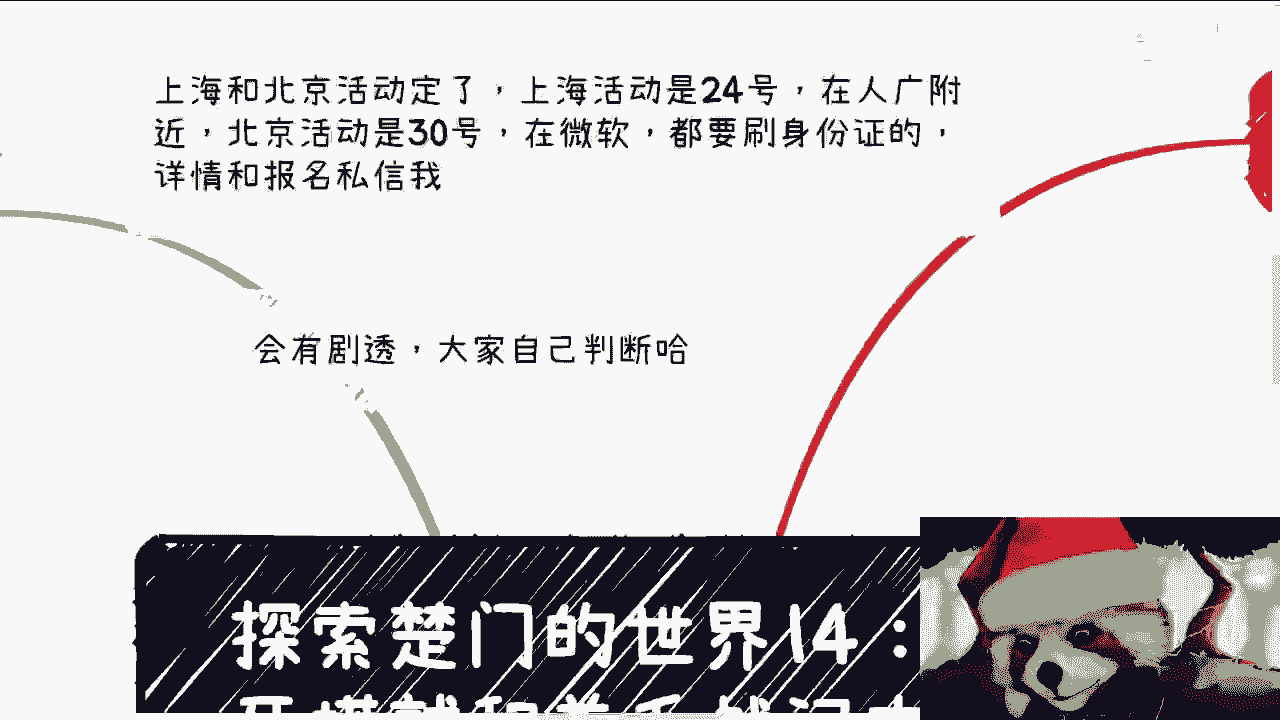 上海和北京活动定了，上海活动是24号，在人广附
近，北京活动是30号，在微软，都要刷身份证的，
详情和报名私信我
会有剧透，大家自己判断哈
探索楚门的世界14：